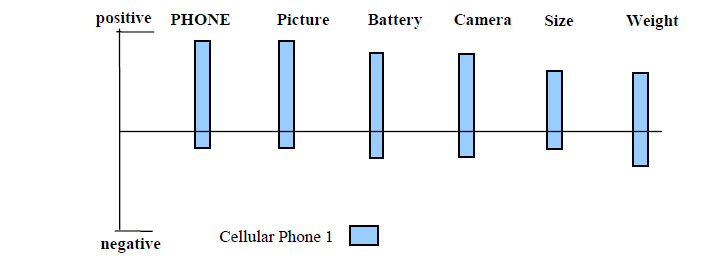 positive PHONE Picture Battery Camera Size Weight
negative
Cellular Phone 1